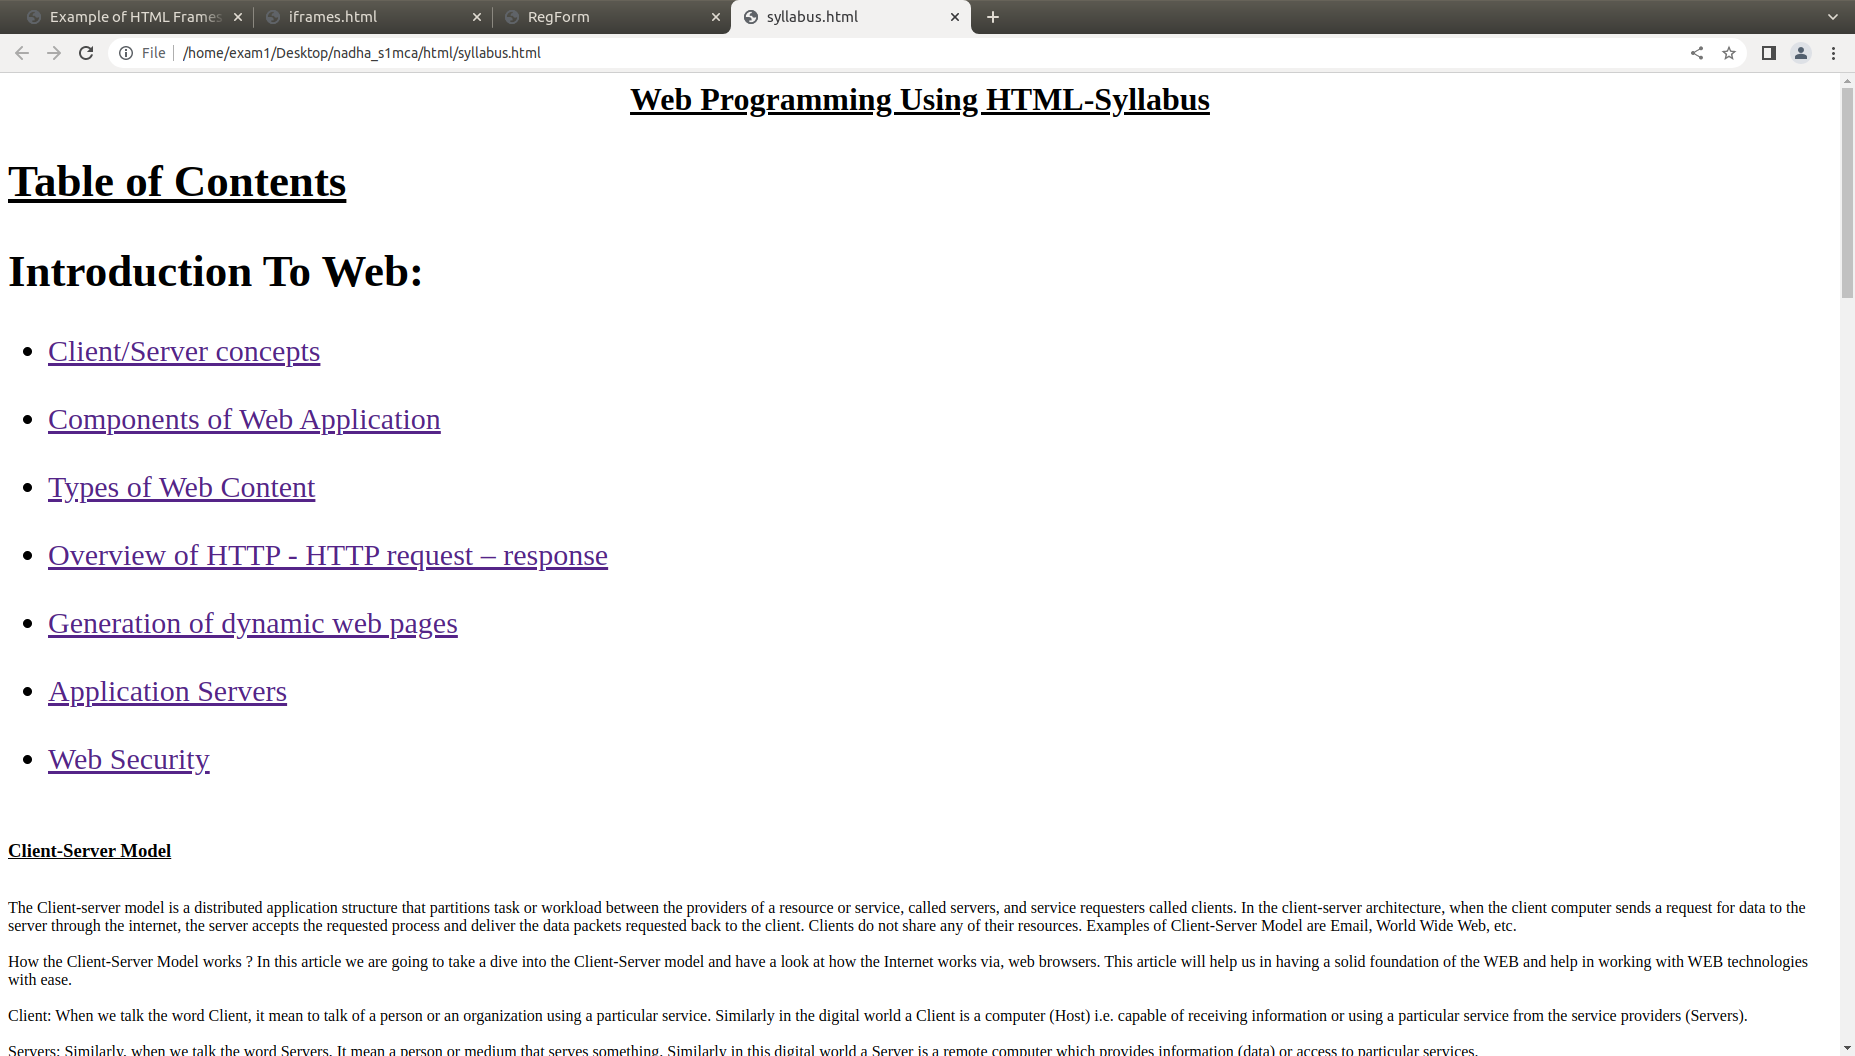 Example of HTML Frames
iframes.html
RegForm
syllabus.html
File
/home/exam1/Desktop/nadha_s1mca/html/syllabus.html
Web Programming Using HTML-Syllabus
Table of Contents
Introduction To Web:
Client/Server concepts
Components of Web Application
Types of Web Content
Overview of HTTP - HTTP request – response
Generation of dynamic web pages
Application Servers
Web Security
Client-Server Model
The Client-server model is a distributed application structure that partitions task or workload between the providers of a resource or service, called servers, and service requesters called clients. In the client-server architecture, when the client computer sends a request for data to the
server through the internet, the server accepts the requested process and deliver the data packets requested back to the client. Clients do not share any of their resources. Examples of Client-Server Model are Email, World Wide Web, etc.
How the Client-Server Model works ? In this article we are going to take a dive into the Client-Server model and have a look at how the Internet works via, web browsers. This article will help us in having a solid foundation of the WEB and help in working with WEB technologies
with ease.
Client: When we talk the word Client, it mean to talk of a person or an organization using a particular service. Similarly in the digital world a Client is a computer (Host) i.e. capable of receiving information or using a particular service from the service providers (Servers).
Servers: Similarly, when we talk the word Servers, It mean a person or medium that serves something. Similarly in this digital world a Server is a remote computer which provides information (data) or access to particular services.